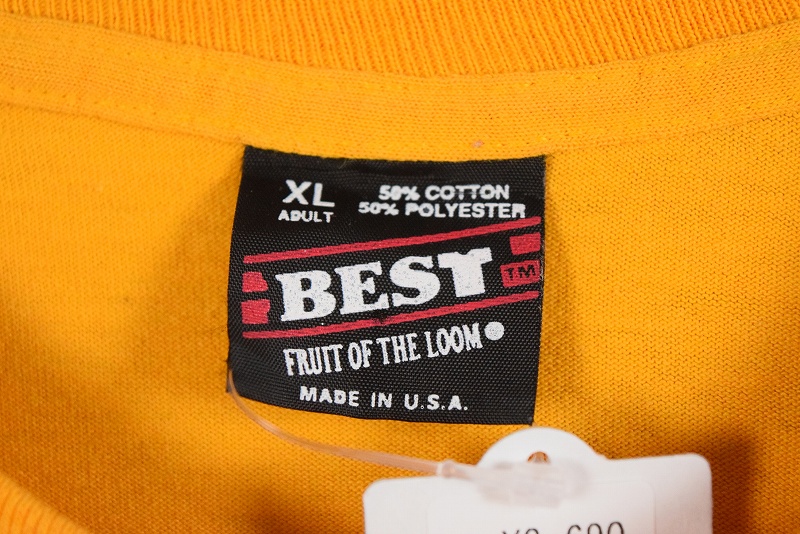 XL
ADULT
50% COTTON
50% POLYESTER
BEST
TM
FRUIT OF THE LOOM
MADE IN U.S.A.